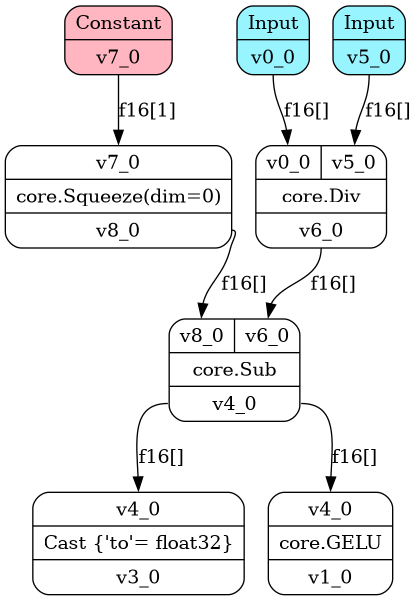 Constant
v7_0
Input
v0_0
Input
v5_0
f16[1]
f16[]
f16[]
v7_0
core.Squeeze(dim=0)
v8_0
v0_0
v5_0
core.Div
v6_0
f16[]
f16[]
v8_0
v6_0
core.Sub
v4_0
f16[]
f16[]
v4_0
Cast {'to'= float32}
v3_0
v4_0
core.GELU
v1_0